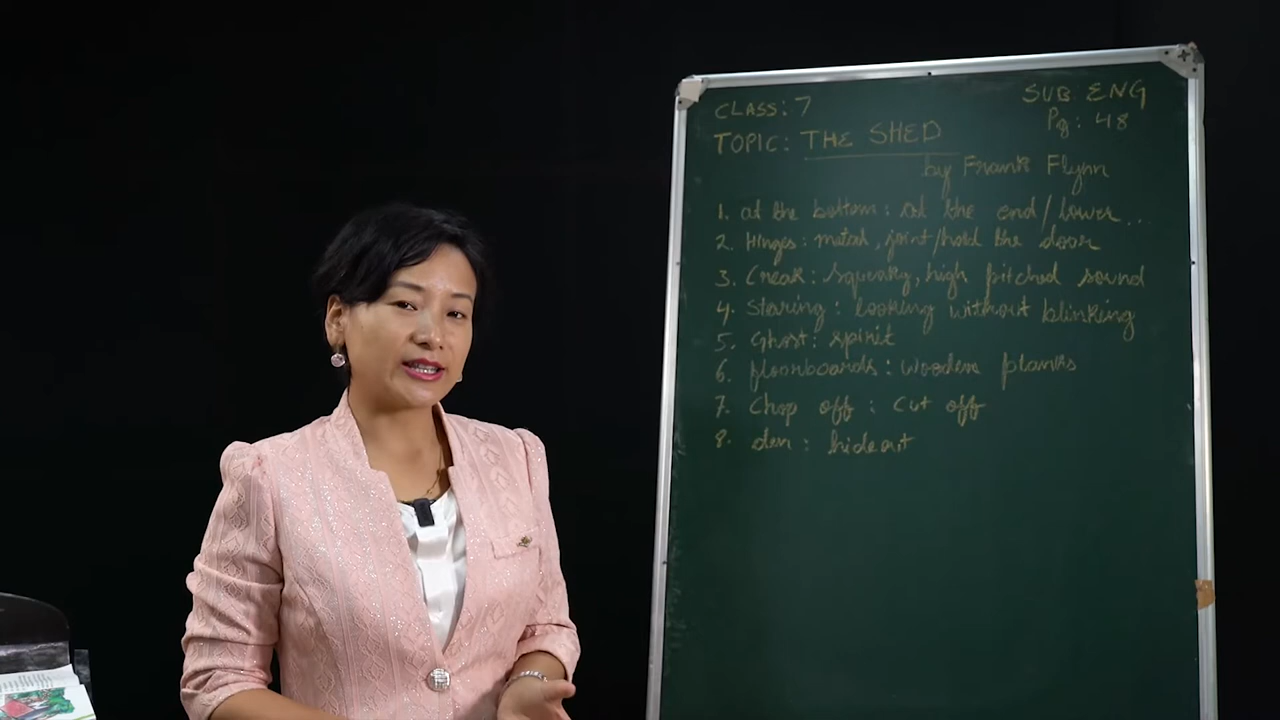 CLASS: 7
SUB. ENG
Pg: 48
TOPIC: THE SHED
by Frank Flynn
1. at the bottom: at the end/lower...
2. Hinges: metal, joint/hold the door
3. Creak: squeaky, high pitched sound
4. Staring: looking without blinking
5. Ghost: spirit
6. floorboards: wooden planks
7. Chop off: cut off
8. den: hideout